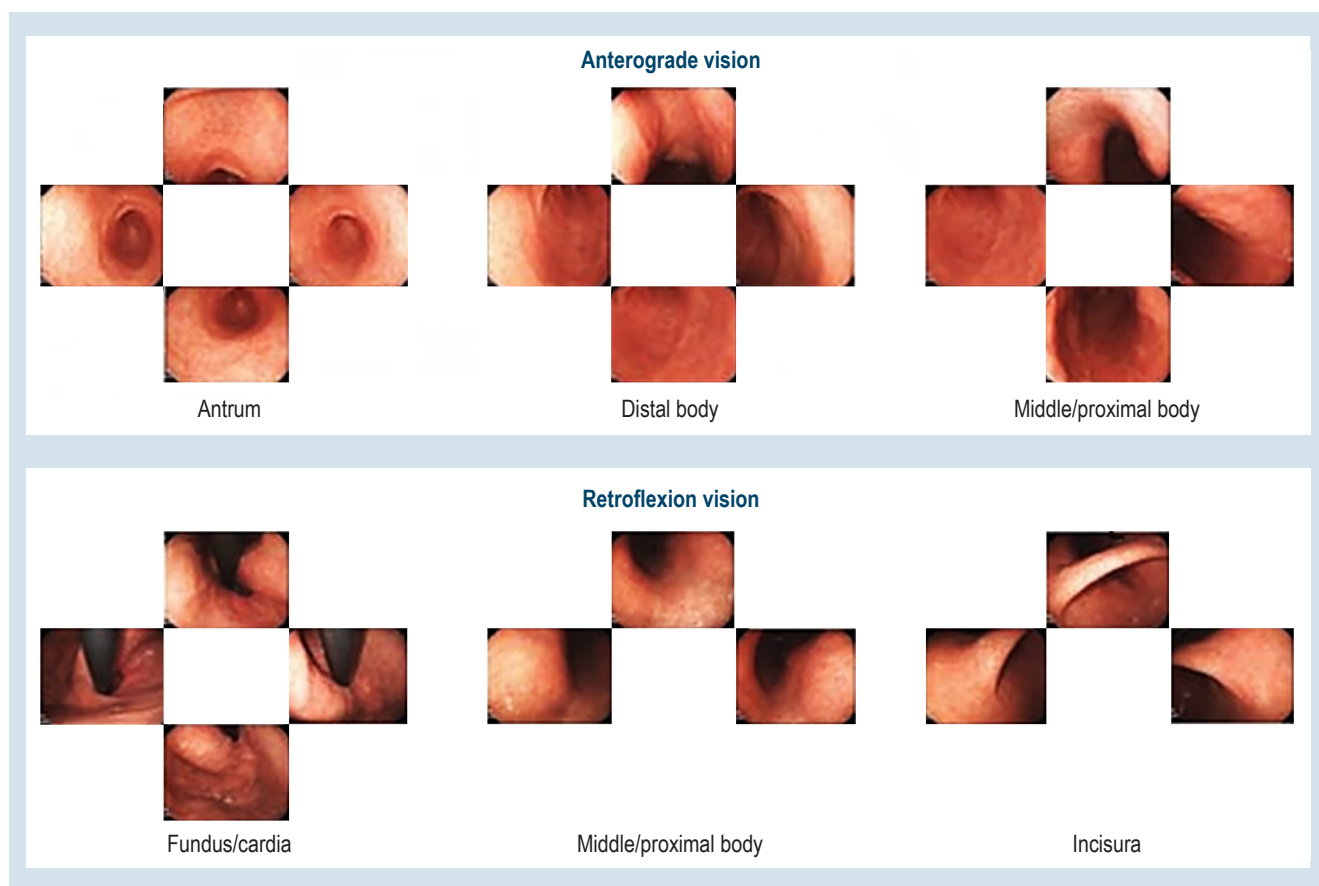 Anterograde vision
Antrum
Distal body
Middle/proximal body
Retroflexion vision
Fundus/cardia
Middle/proximal body
Incisura